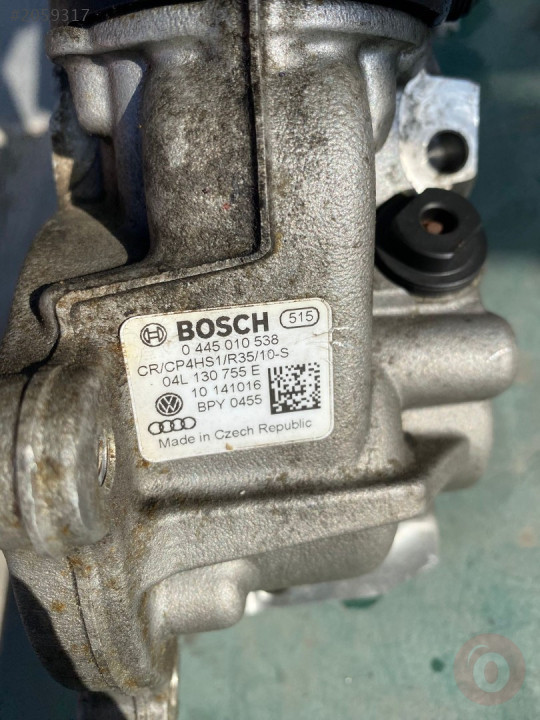 BOSCH 515
0 445 010 538
CR/CP4HS1/R35/10-S
04L 130 755 E
10 141016
BPY 0455
Made in Czech Republic